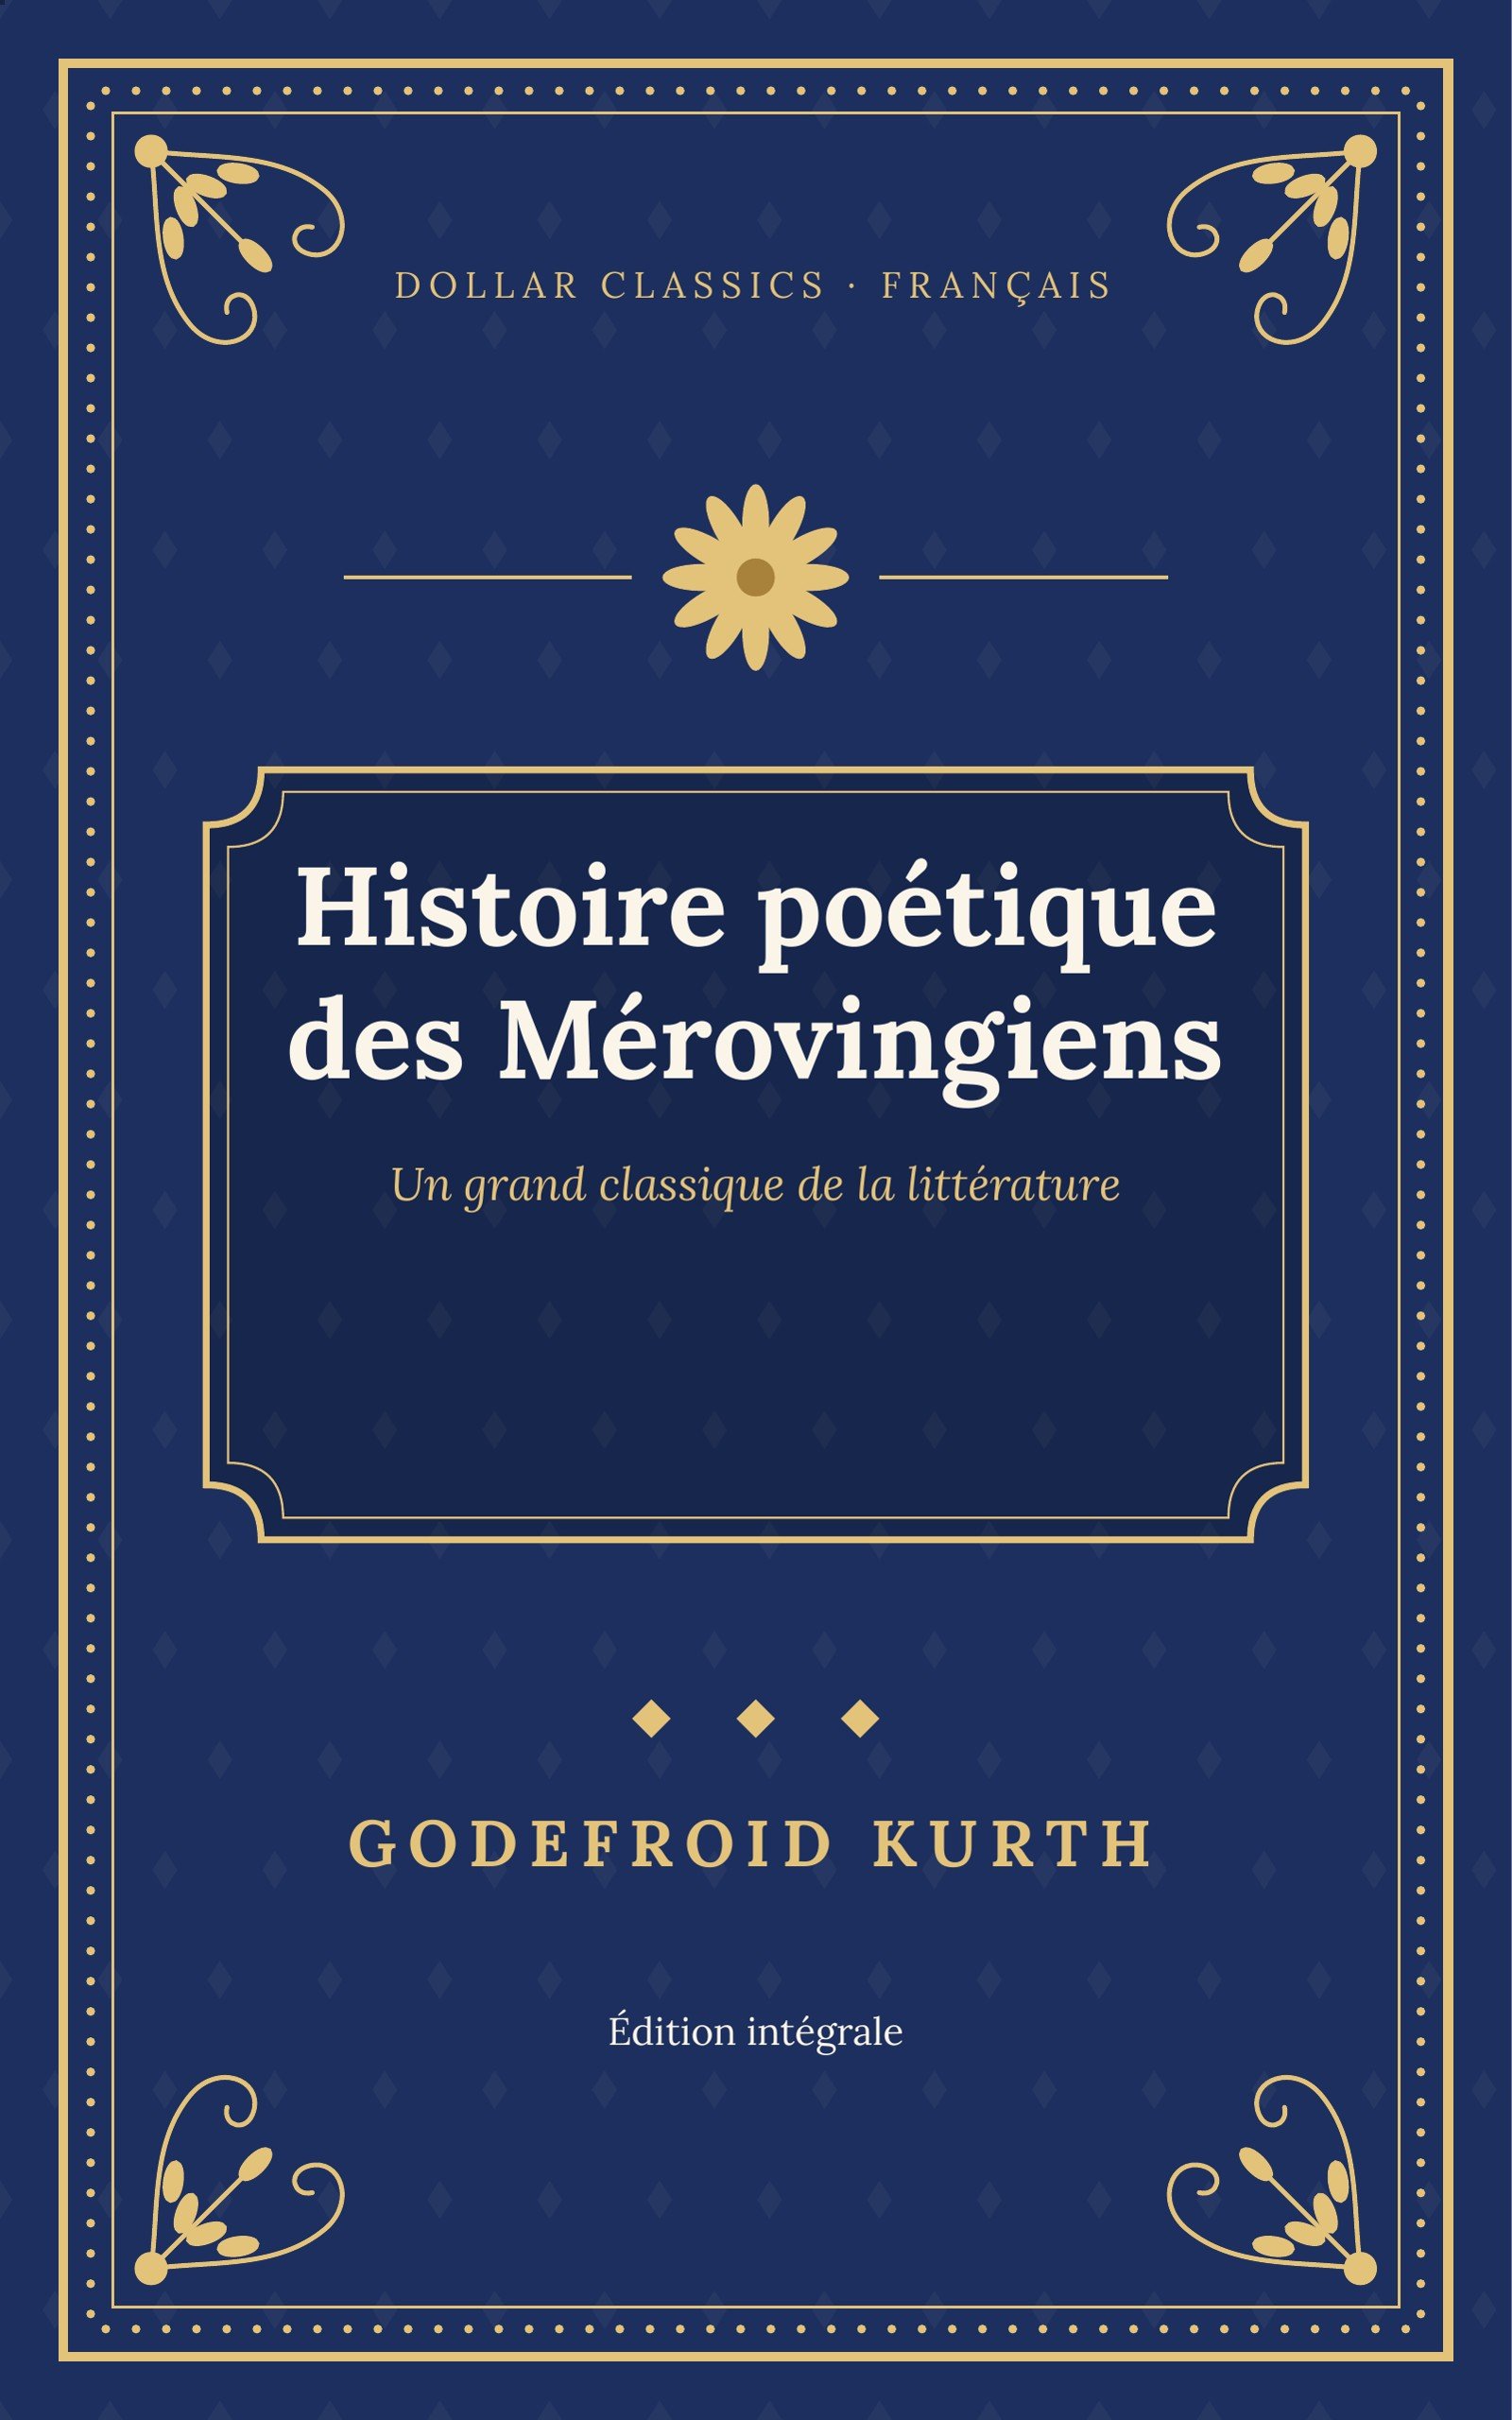 DOLLAR CLASSICS · FRANÇAIS
Histoire poétique
des Mérovingiens
Un grand classique de la littérature
GODEFROID KURTH
Édition intégrale